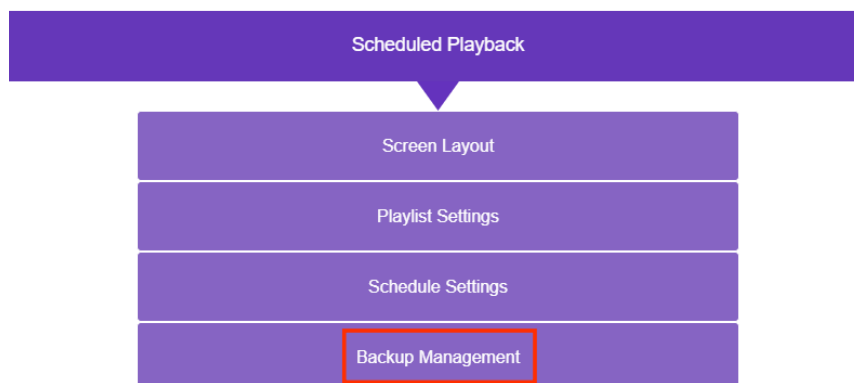 Scheduled Playback
Screen Layout
Playlist Settings
Schedule Settings
Backup Management